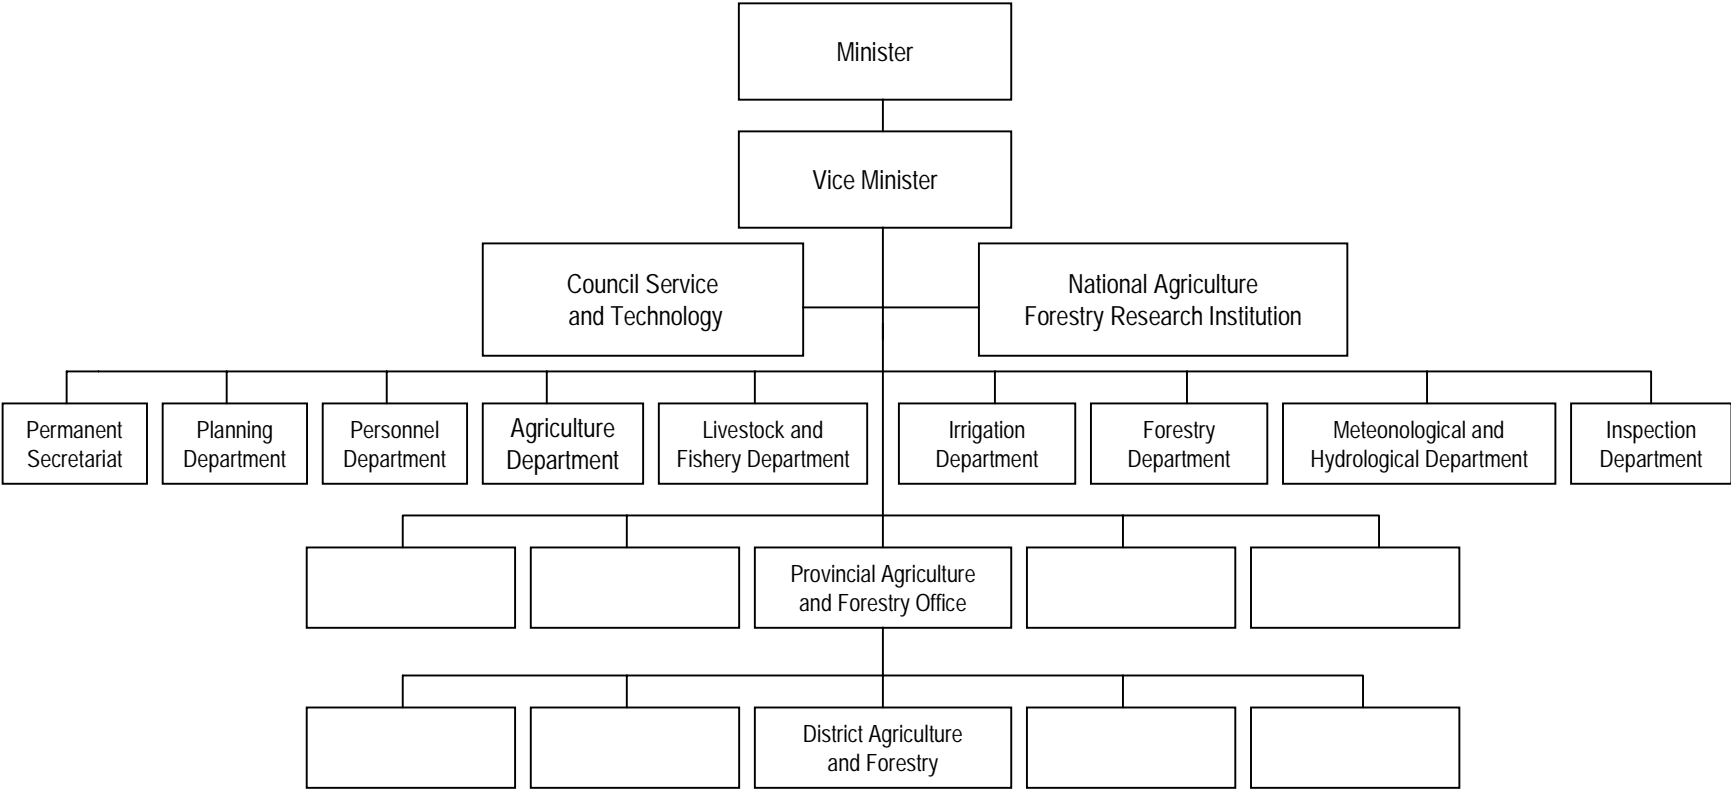 Minister
Vice Minister
Council Service
and Technology
National Agriculture
Forestry Research Institution
Permanent
Secretariat
Planning
Department
Personnel
Department
Agriculture
Department
Livestock and
Fishery Department
Irrigation
Department
Forestry
Department
Meteonological and
Hydrological Department
Inspection
Department
Provincial Agriculture
and Forestry Office
District Agriculture
and Forestry